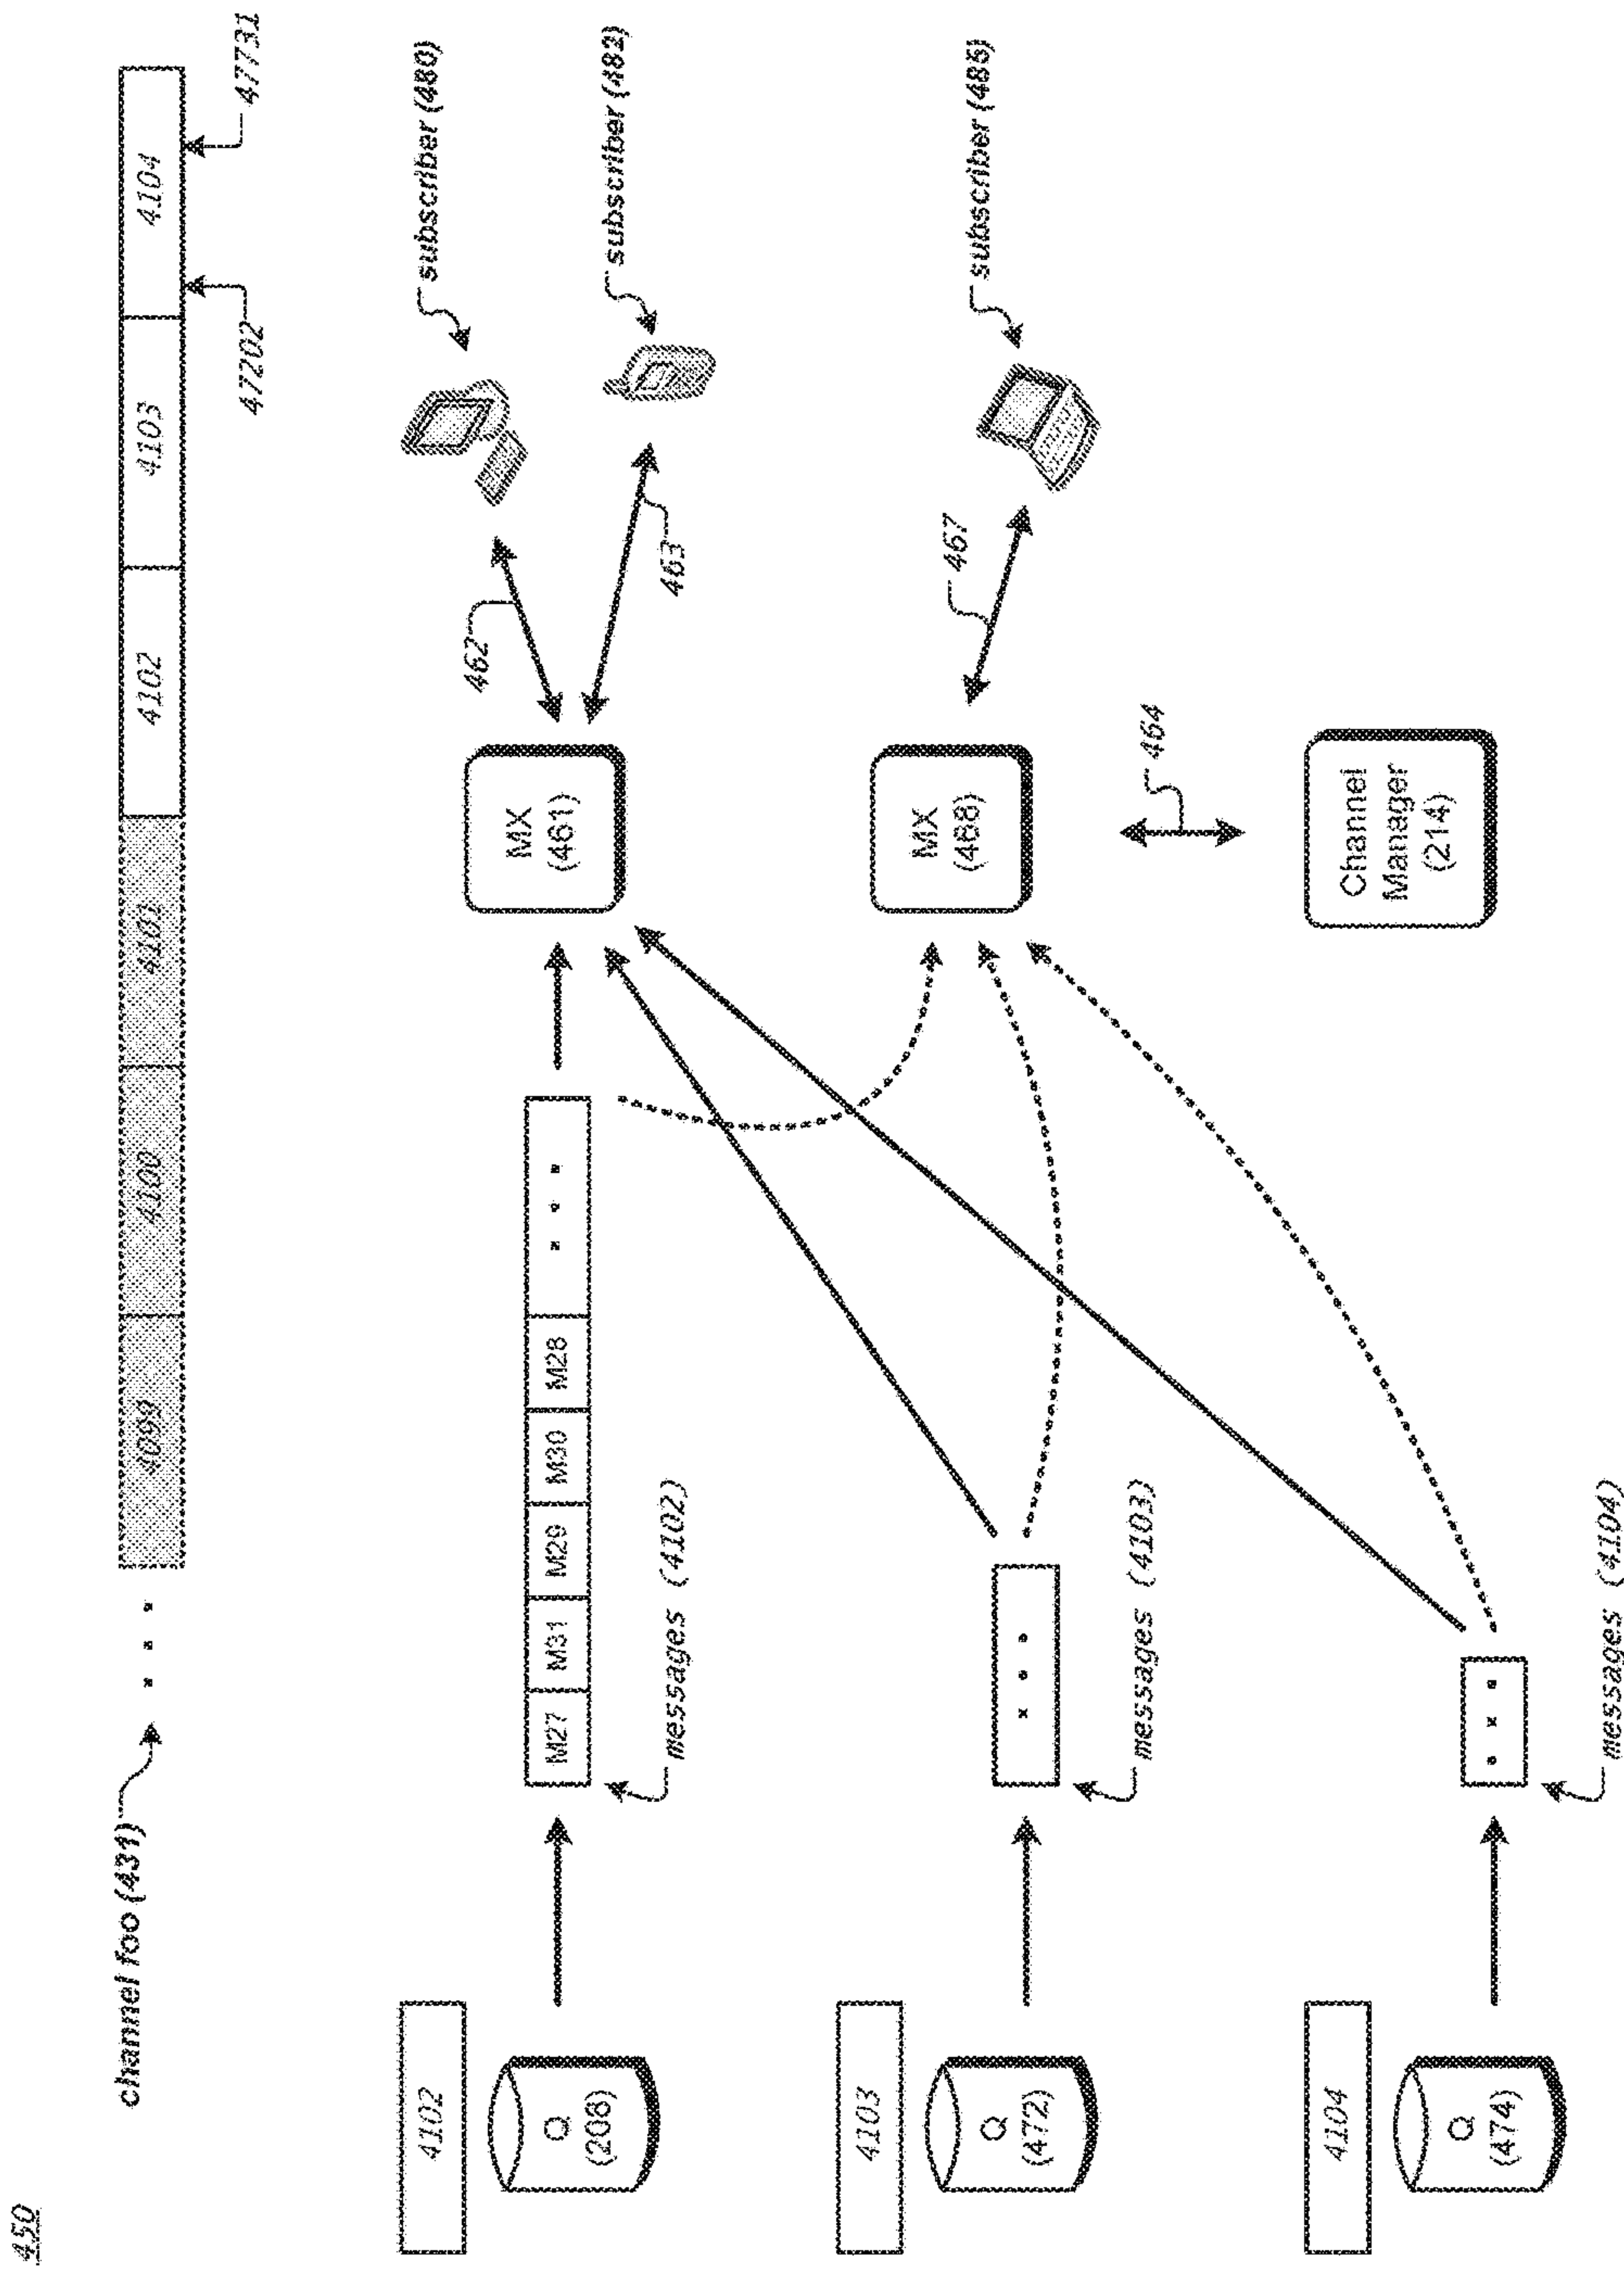 450
channel foo (431)
. . .
4099
4100
4101
4102
4103
4104
47202
47731
4102
Q
(208)
M27
M31
M29
M30
M28
. . .
messages (4102)
MX
(461)
462
463
subscriber (480)
subscriber (482)
4103
Q
(472)
. . .
messages (4103)
MX
(468)
467
subscriber (485)
464
4104
Q
(474)
. . .
messages (4104)
Channel
Manager
(214)